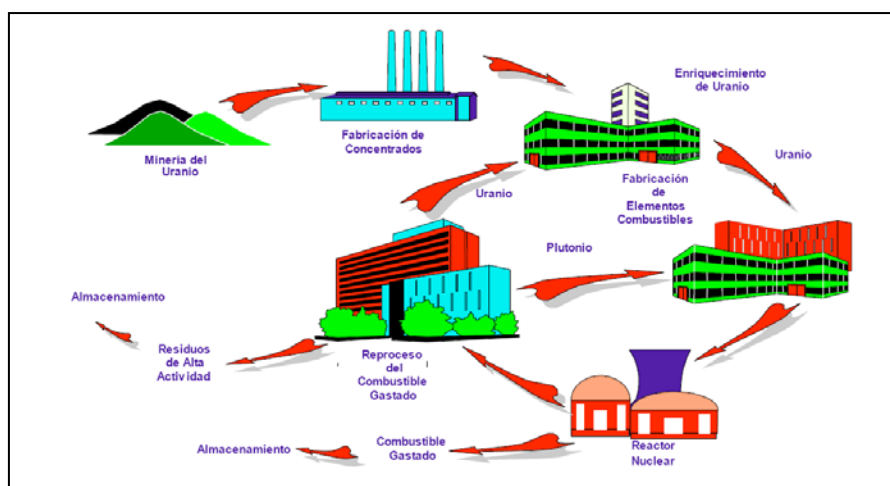 Enriquecimiento
de Uranio
Fabricación de
Concentrados
Minería del
Uranio
Uranio
Uranio
Fabricación
de
Elementos
Combustibles
Plutonio
Almacenamiento
Residuos
de Alta
Actividad
Reproceso
del
Combustible
Gastado
Almacenamiento
Combustible
Gastado
Reactor
Nuclear